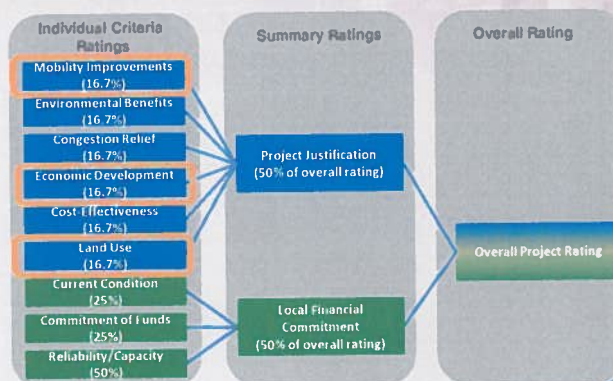 Individual Criteria
Ratings
Mobility Improvements
(16.7%)
Environmental Benefits
(16.7%)
Congestion Relief
(16.7%)
Economic Development
(16.7%)
Cost-Effectiveness
(16.7%)
Land Use
(16.7%)
Current Condition
(25%)
Commitment of Funds
(25%)
Reliability/Capacity
(50%)
Summary Ratings
Project Justification
(50% of overall rating)
Local Financial
Commitment
(50% of overall rating)
Overall Rating
Overall Project Rating